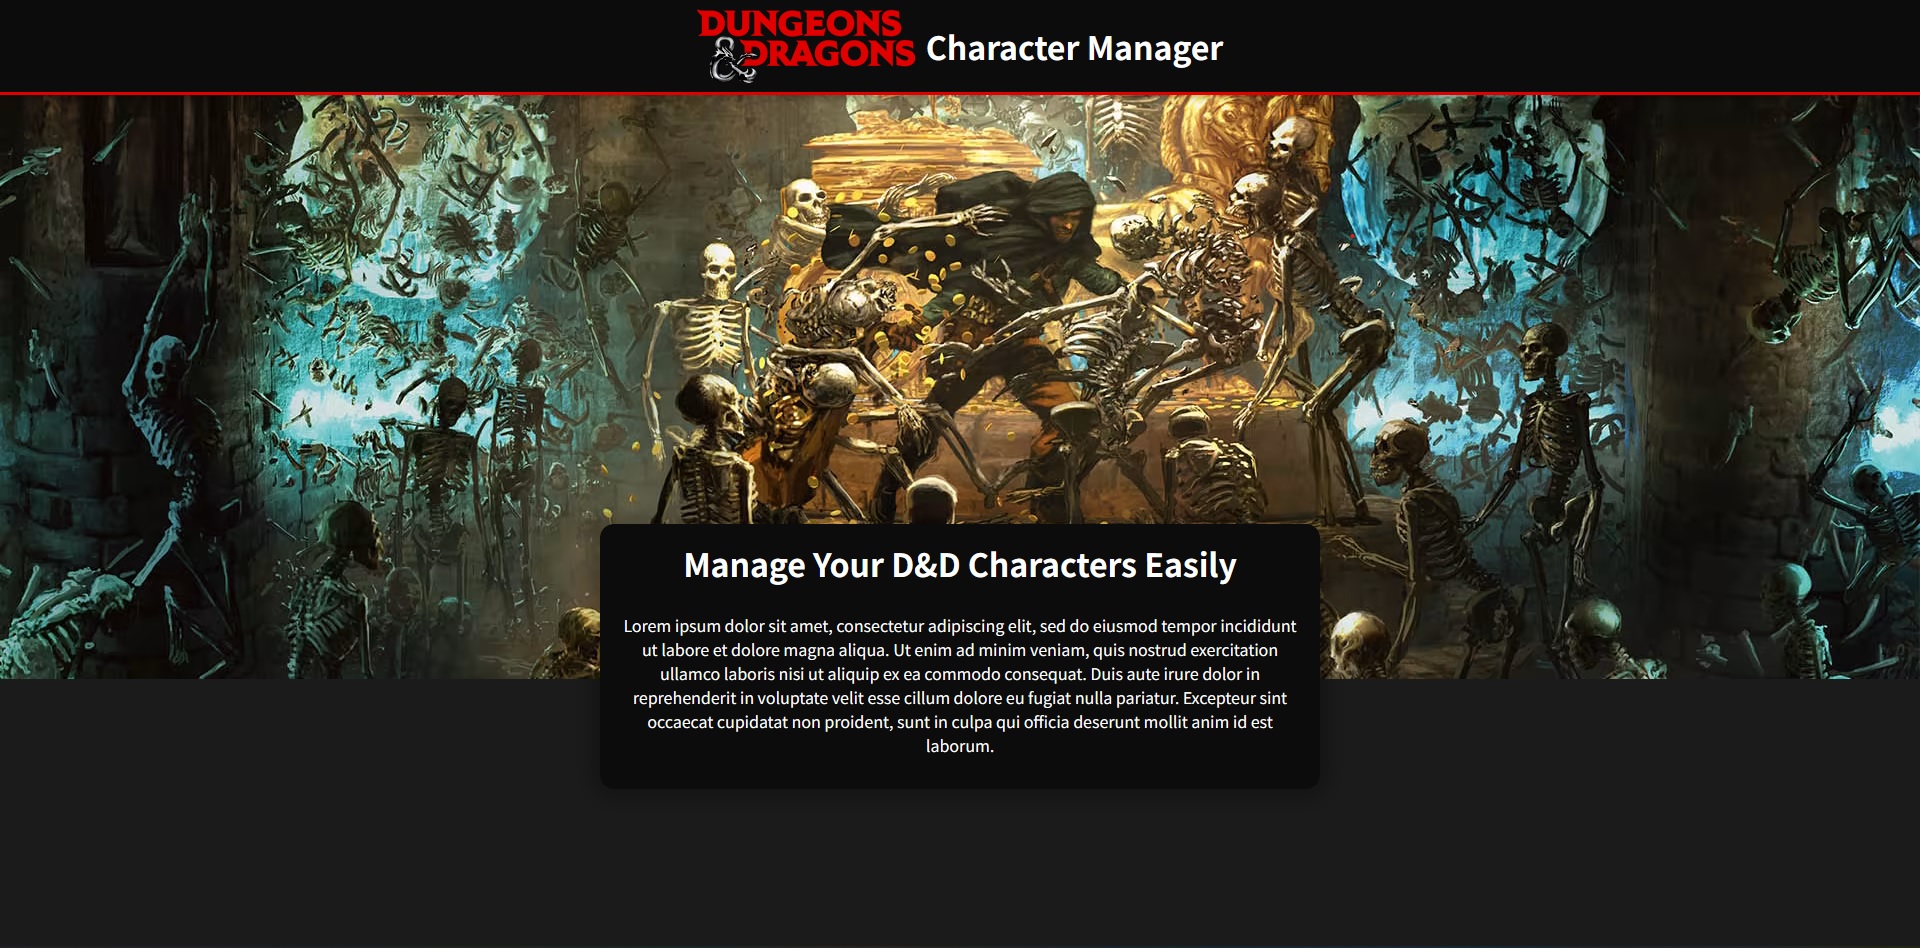 DUNGEONS
& DRAGONS Character Manager
Manage Your D&D Characters Easily
Lorem ipsum dolor sit amet, consectetur adipiscing elit, sed do eiusmod tempor incididunt
ut labore et dolore magna aliqua. Ut enim ad minim veniam, quis nostrud exercitation
ullamco laboris nisi ut aliquip ex ea commodo consequat. Duis aute irure dolor in
reprehenderit in voluptate velit esse cillum dolore eu fugiat nulla pariatur. Excepteur sint
occaecat cupidatat non proident, sunt in culpa qui officia deserunt mollit anim id est
laborum.